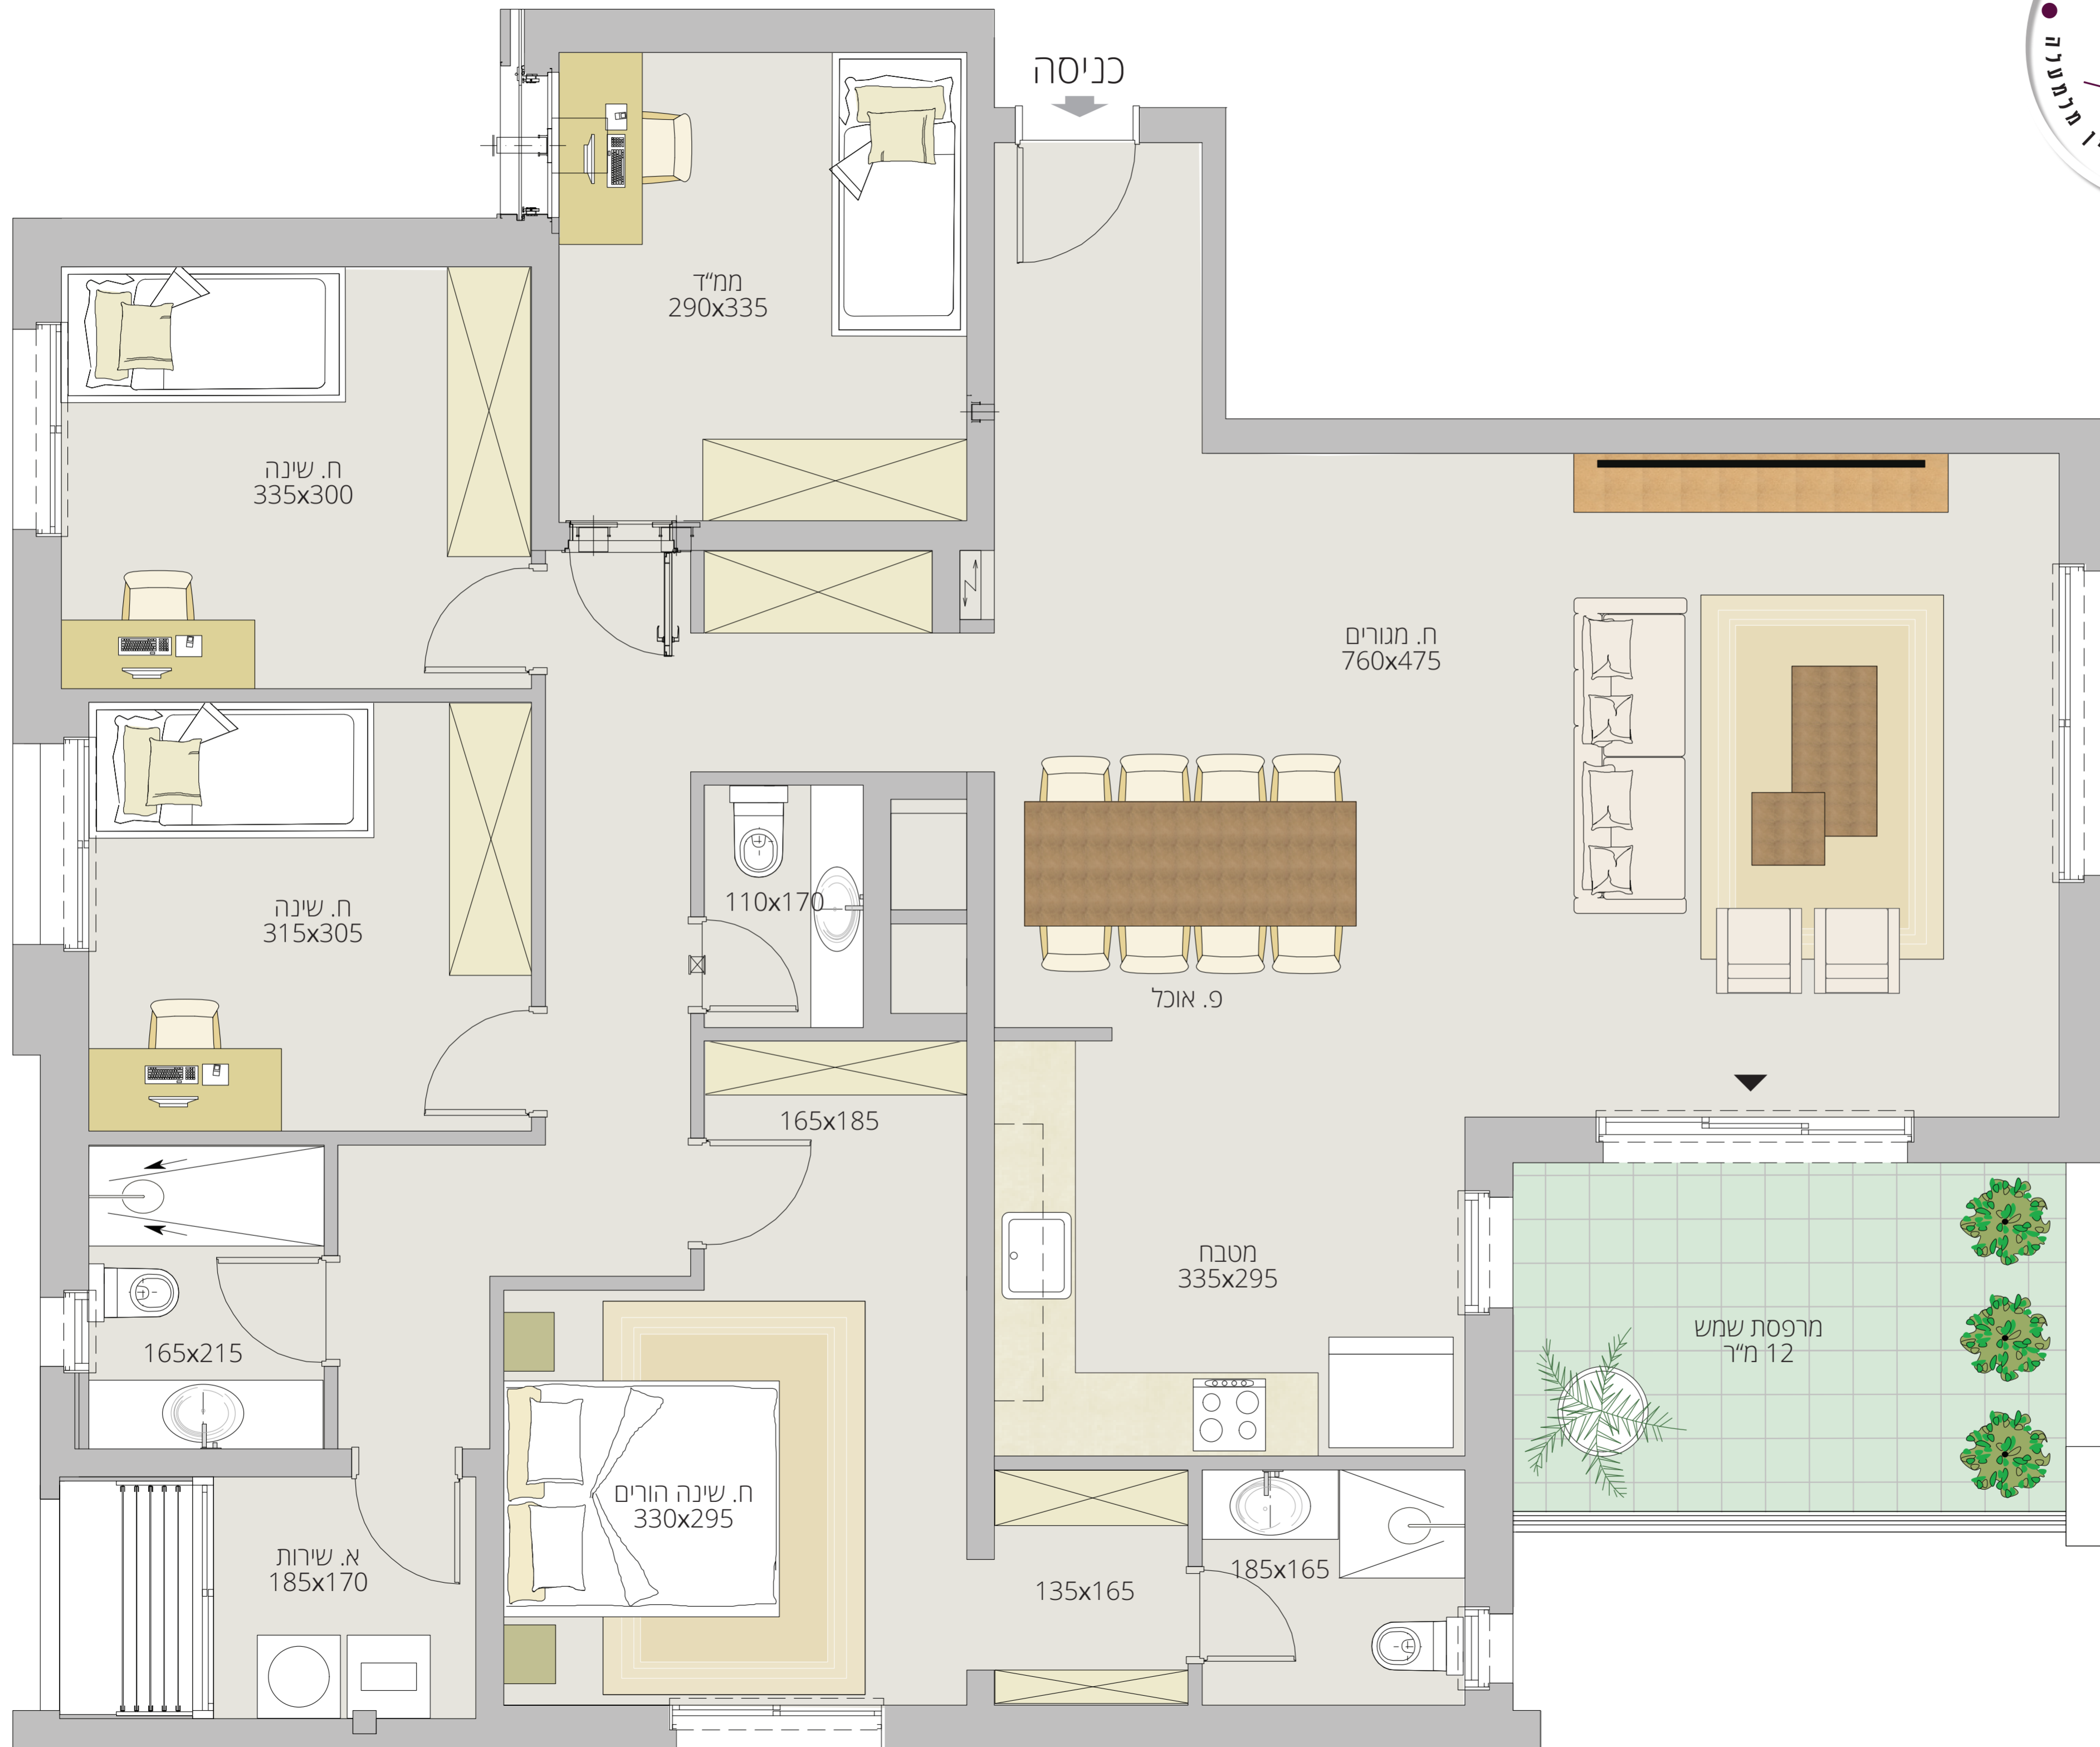 כניסה
מלמעלה
ממ"ד
290x335
ח. שינה
335x300
ח. מגורים
760x475
110x170
ח. שינה
315x305
פ. אוכל
165x185
מטבח
335x295
מרפסת שמש
12 מ"ר
165x215
ח. שינה הורים
330x295
א. שירות
185x170
185x165
135x165